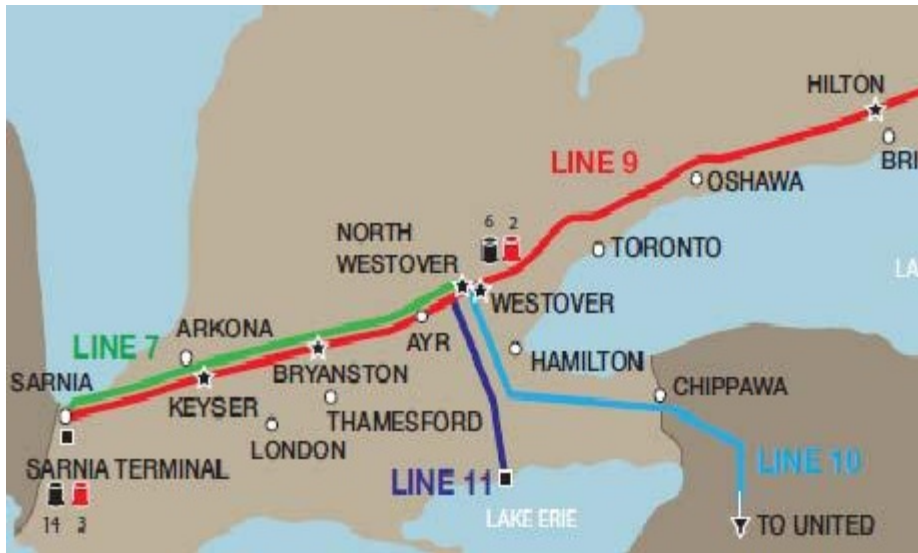 HILTON
LINE 9
BRI
OSHAWA
6 2
NORTH
WESTOVER
TORONTO
LA
WESTOVER
ARKONA
LINE 7
AYR
HAMILTON
BRYANSTON
CHIPPAWA
SARNIA
KEYSER
THAMESFORD
LONDON
SARNIA TERMINAL
LINE 11
LINE 10
14 3
LAKE ERIE
TO UNITED